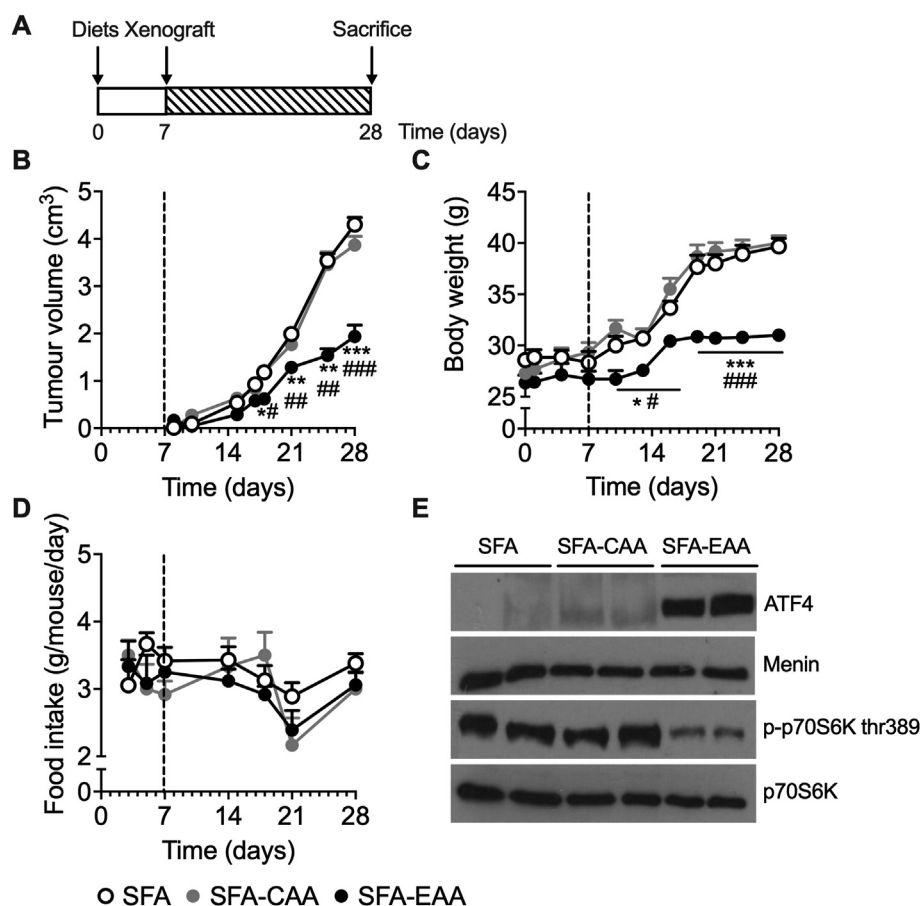 A
Diets Xenograft Sacrifice
0 7 28 Time (days)
B
Tumour volume (cm³)
5
4
3
2
1
0
*#
**
##
**
##
***
###
0 7 14 21 28
Time (days)
C
Body weight (g)
45
40
35
30
25
0
* #
***
###
0 7 14 21 28
Time (days)
D
Food intake (g/mouse/day)
5
4
3
2
0
0 7 14 21 28
Time (days)
E
SFA SFA-CAA SFA-EAA
ATF4
Menin
p-p70S6K thr389
p70S6K
SFA SFA-CAA SFA-EAA